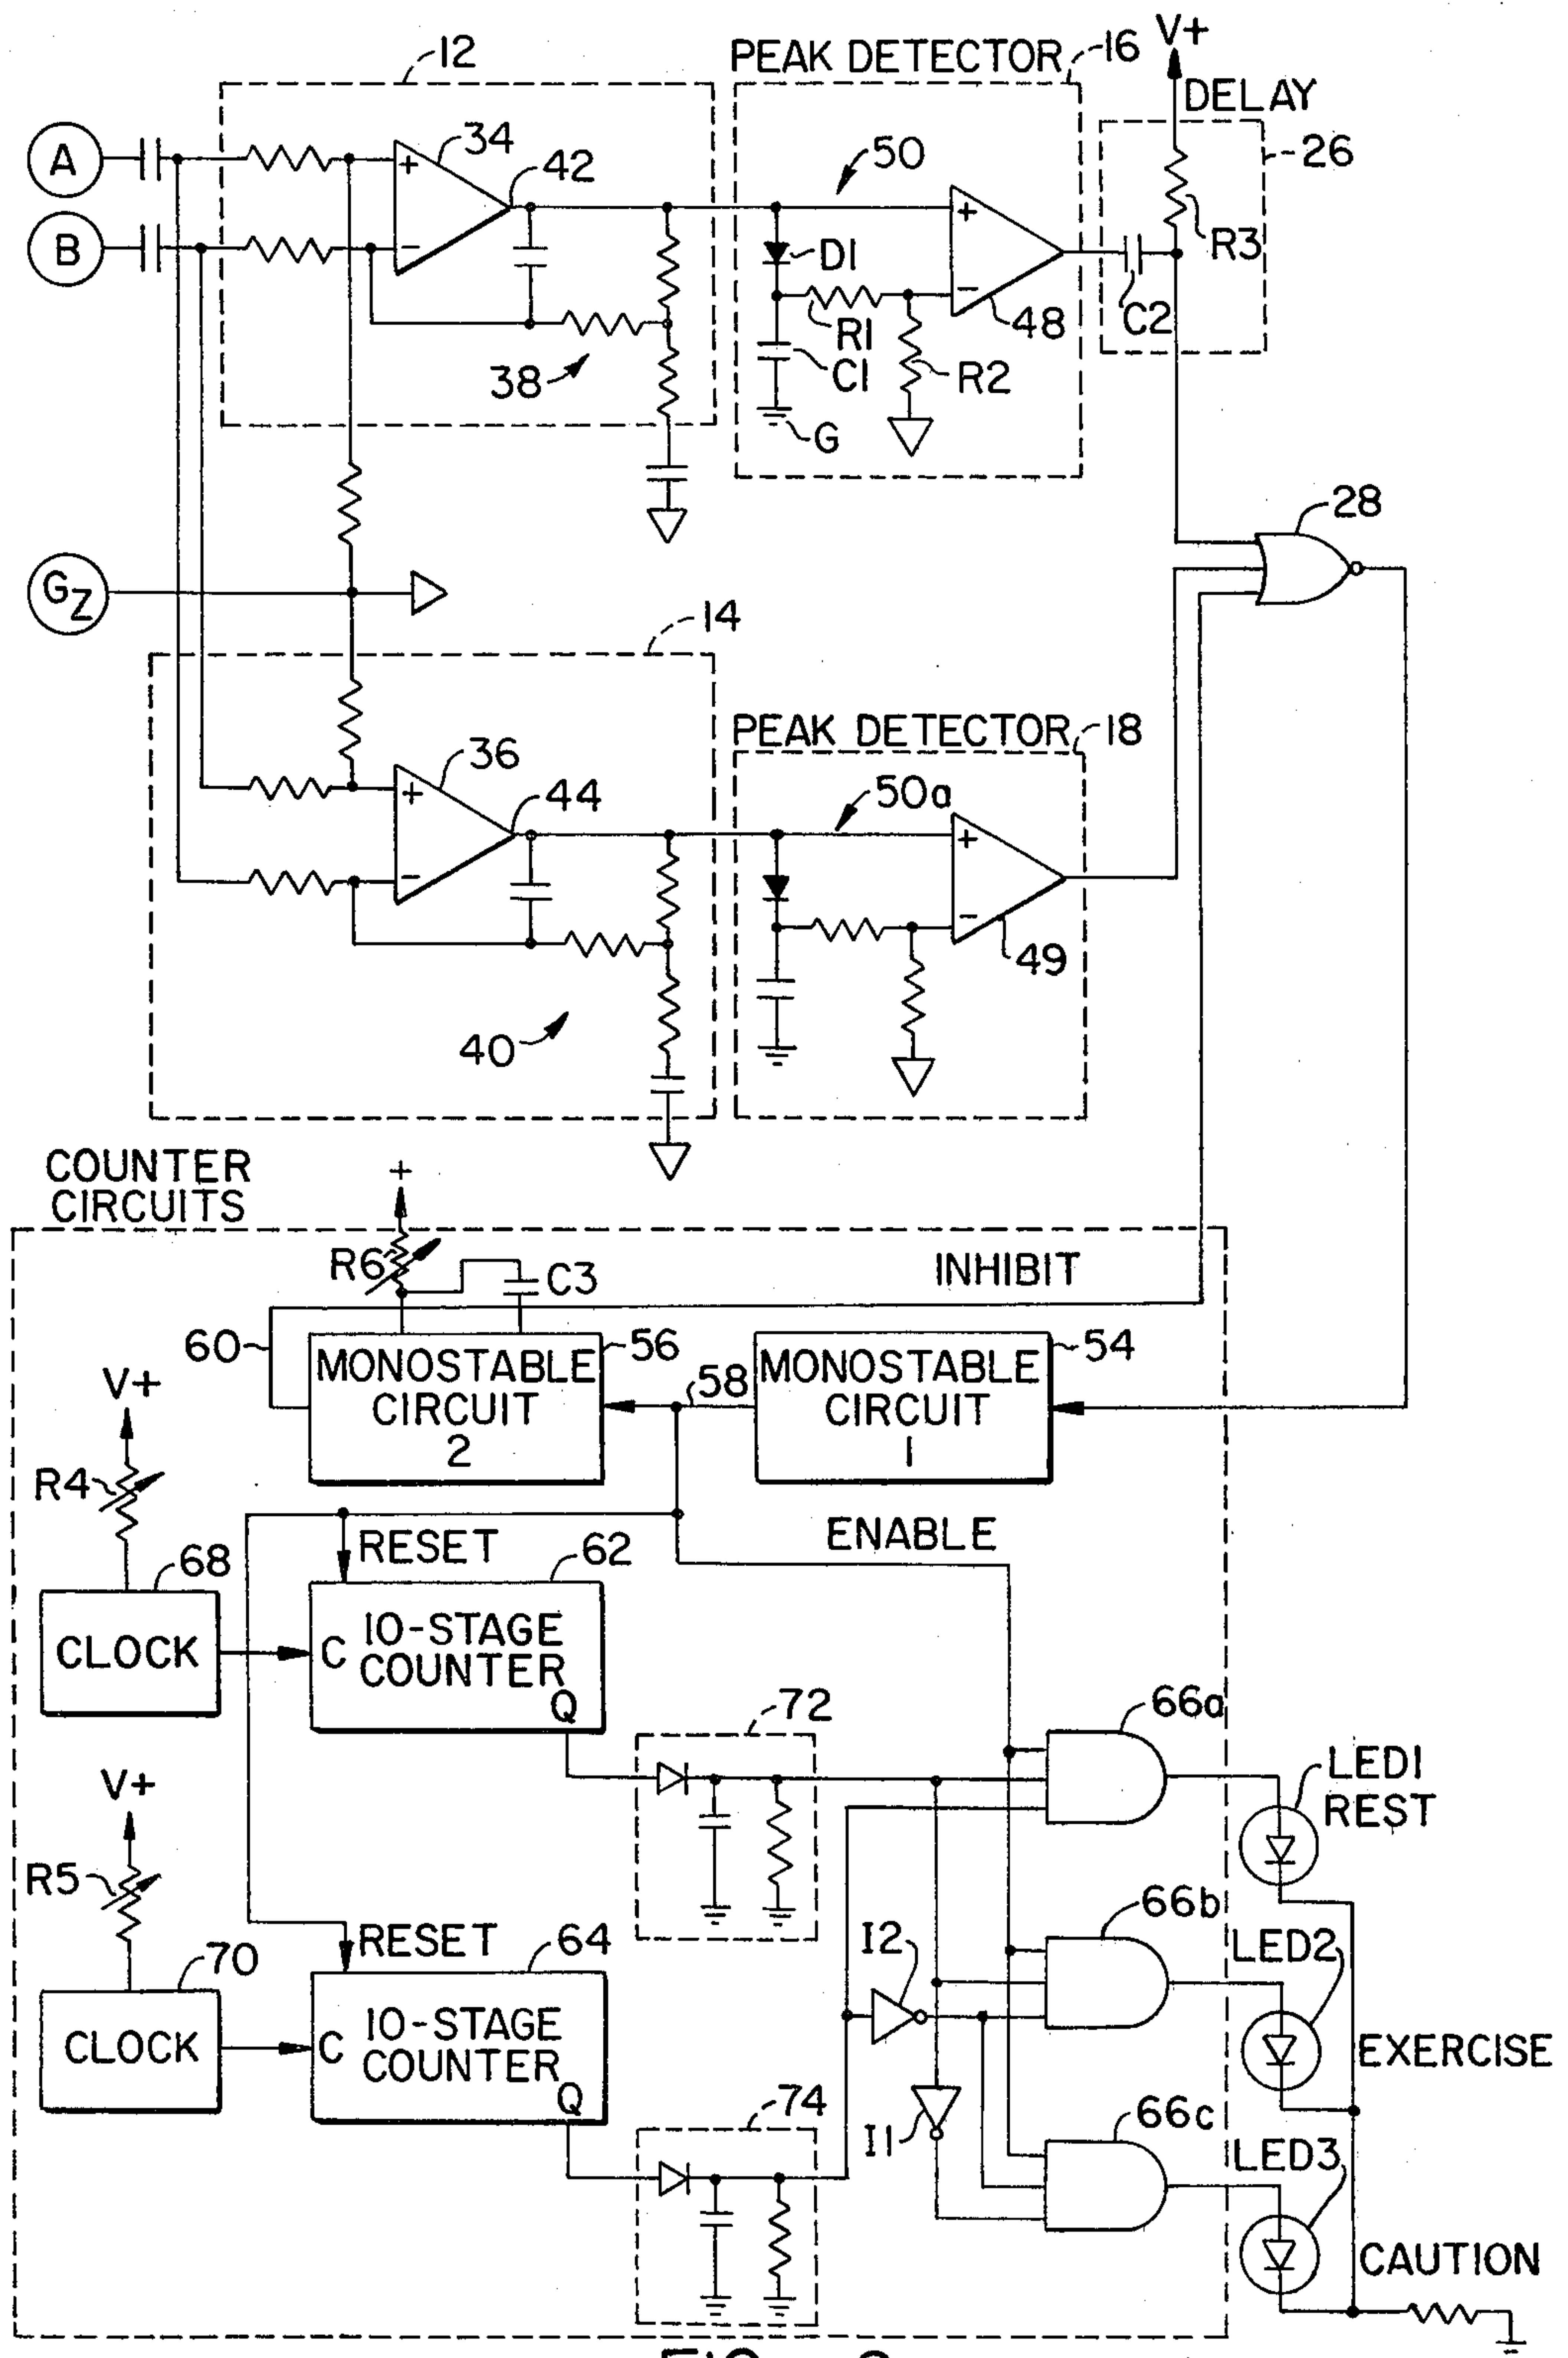 12
PEAK DETECTOR
16
V+
DELAY
A
34
42
50
26
+
+
B
−
D1
R3
−
R1
48
C2
38
C1
R2
G
28
GZ
14
PEAK DETECTOR
18
36
44
50a
+
+
−
−
49
40
COUNTER
CIRCUITS
+
R6
C3
INHIBIT
60
56
54
MONOSTABLE
CIRCUIT
2
58
MONOSTABLE
CIRCUIT
1
V+
R4
RESET
ENABLE
68
62
CLOCK
C
10-STAGE
COUNTER
Q
72
66a
LED1
REST
V+
R5
RESET
I2
66b
LED2
70
64
CLOCK
C
10-STAGE
COUNTER
Q
EXERCISE
74
I1
66c
LED3
CAUTION